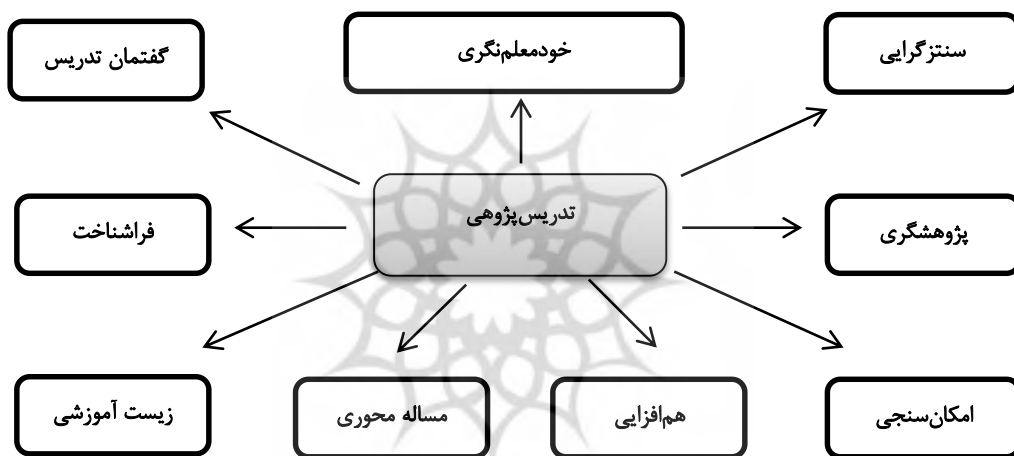 سنتزگرایی
خودمعلم‌نگری
گفتمان تدریس
تدریس‌پژوهی
پژوهشگری
فراشناخت
امکان‌سنجی
هم‌افزایی
مساله محوری
زیست آموزشی